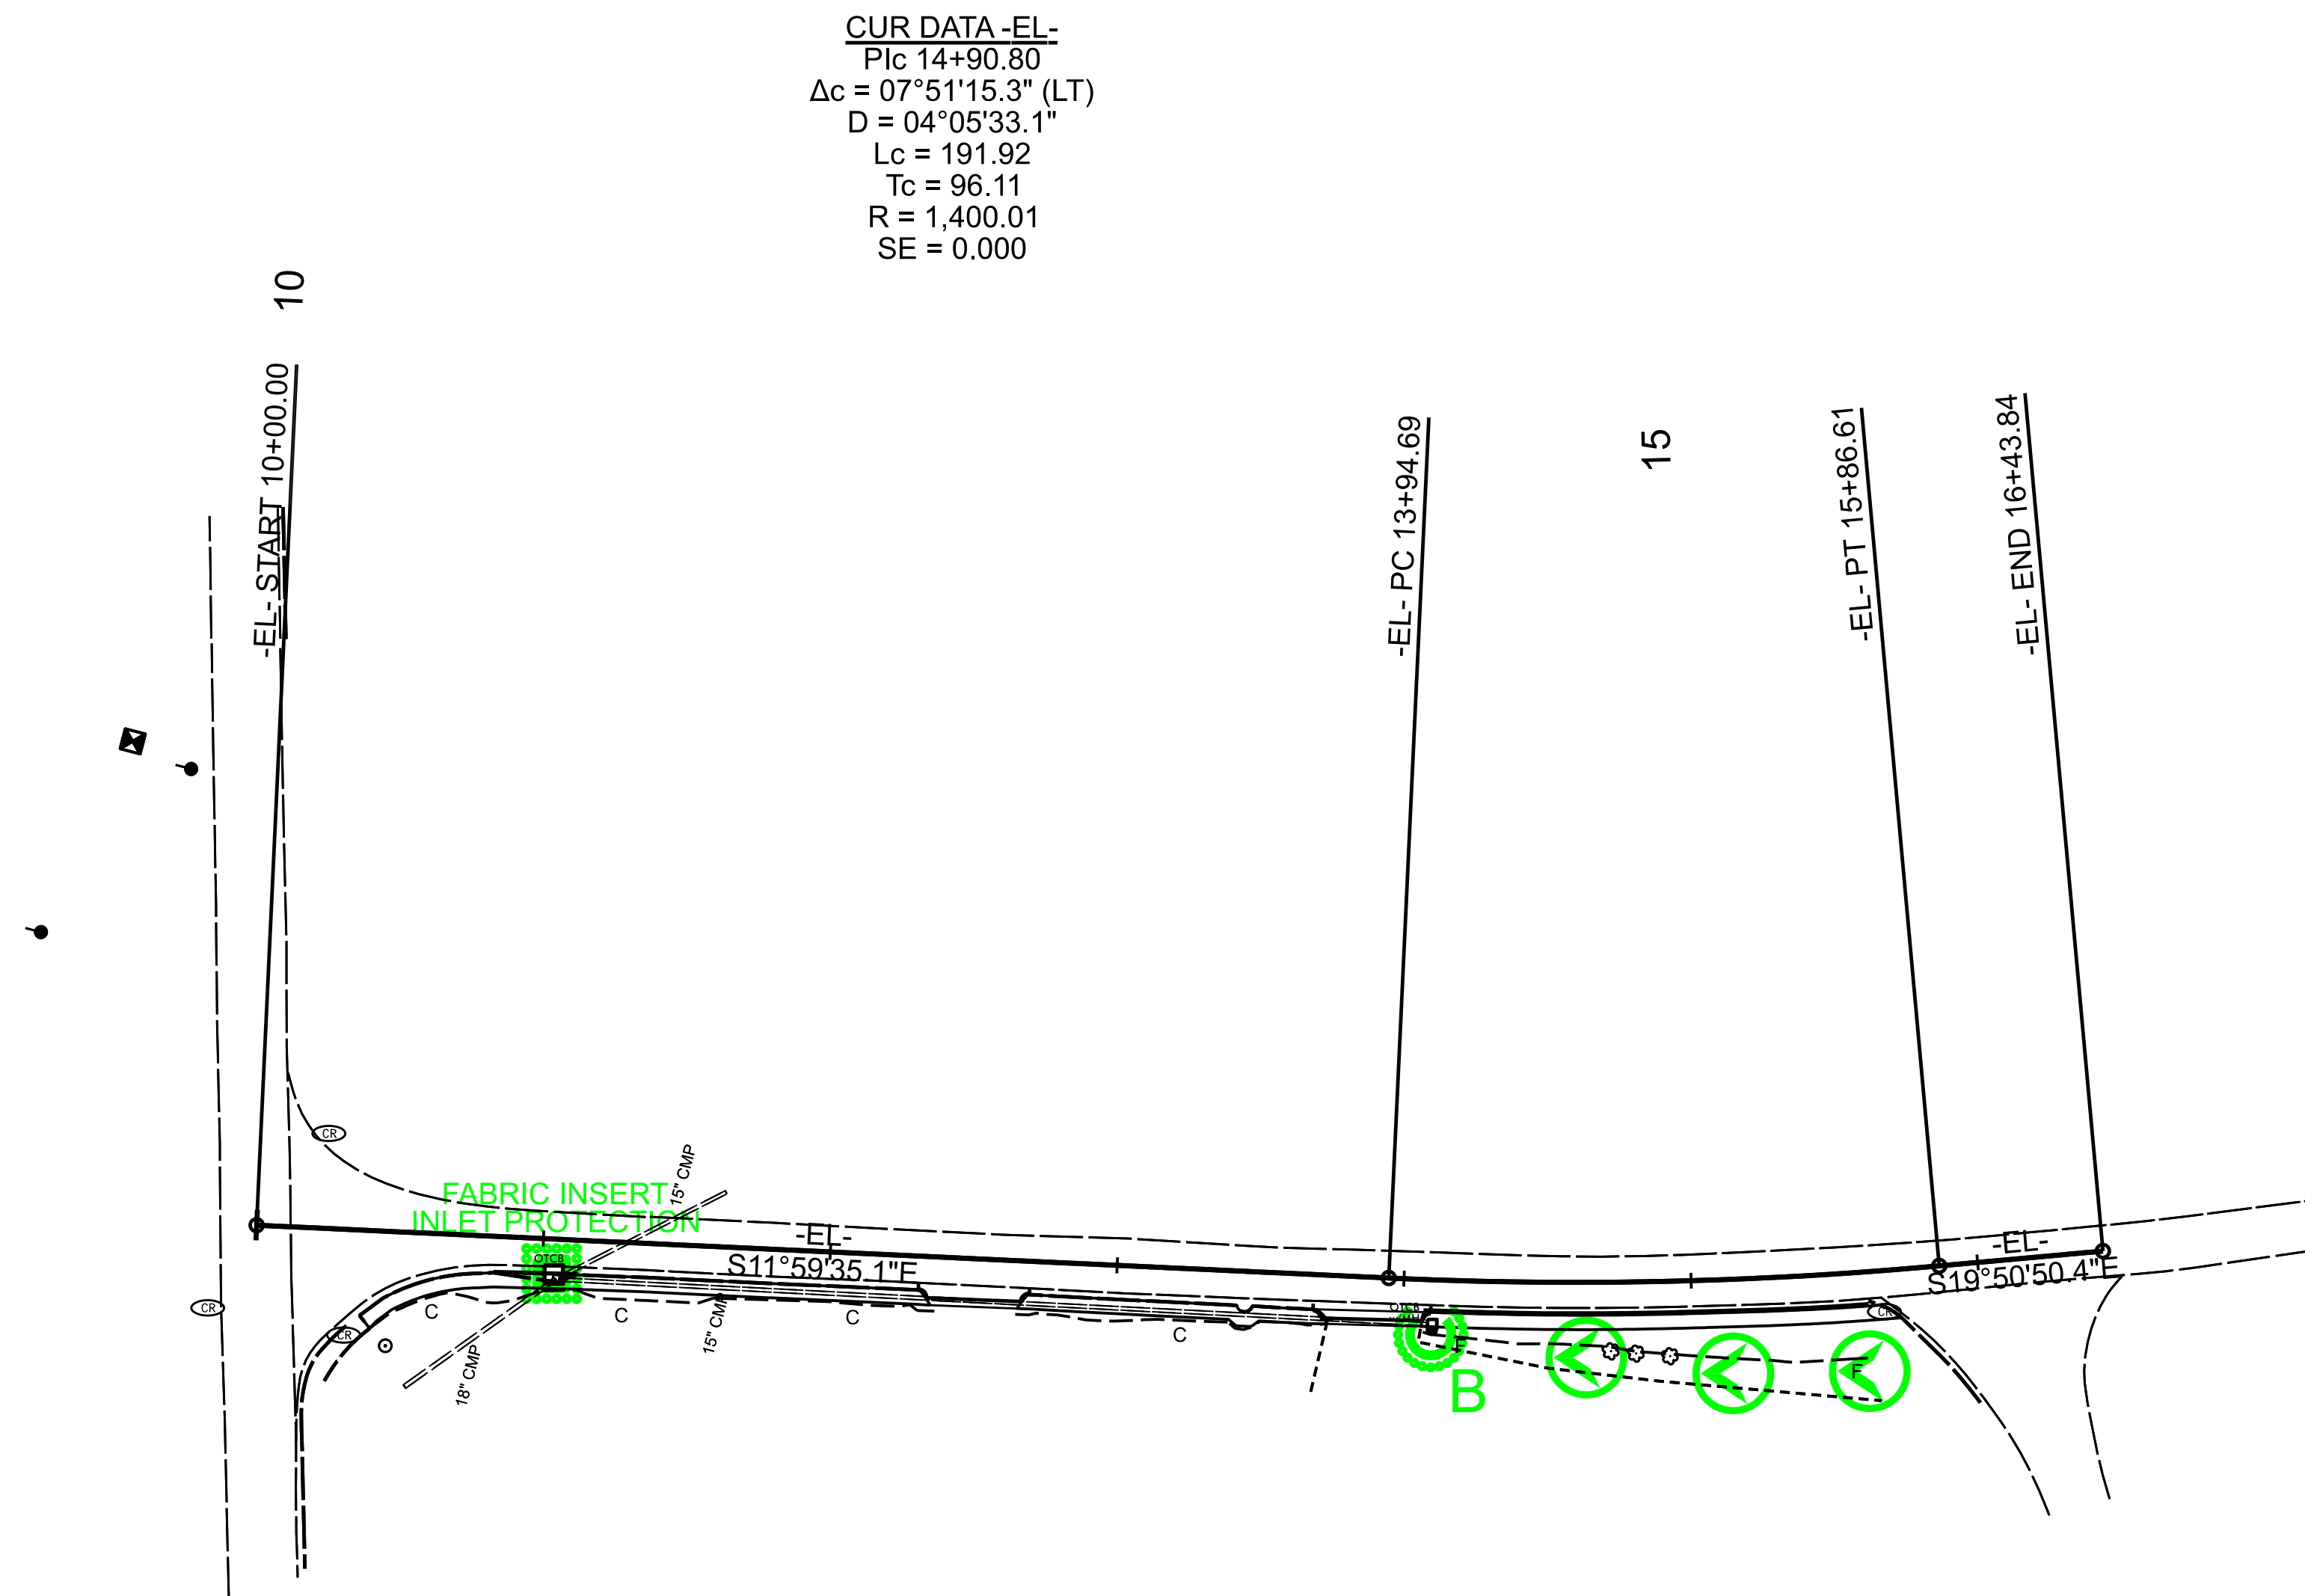 CUR DATA -EL-
PIc 14+90.80
Δc = 07°51'15.3" (LT)
D = 04°05'33.1"
Lc = 191.92
Tc = 96.11
R = 1,400.01
SE = 0.000
10
-EL- START 10+00.00
-EL- PC 13+94.69
15
-EL- PT 15+86.61
-EL- END 16+43.84
CR
15" CMP
FABRIC INSERT
INLET PROTECTION
-EL-
-EL-
OTCB
S11°59'35.1"E
S19°50'50.4"E
CR
CR
C
C
15" CMP
C
C
OTCB
CR
F
F
18" CMP
B